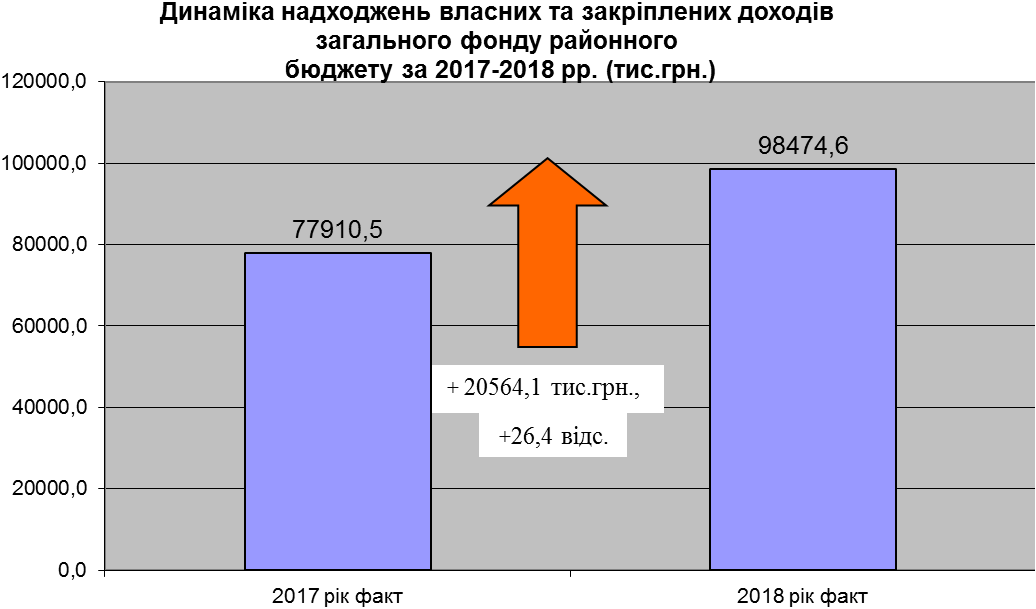 Динаміка надходжень власних та закріплених доходів
загального фонду районного
бюджету за 2017-2018 рр. (тис.грн.)
120000,0
100000,0
80000,0
60000,0
40000,0
20000,0
0,0
77910,5
98474,6
+ 20564,1 тис.грн.,
+26,4 відс.
2017 рік факт
2018 рік факт